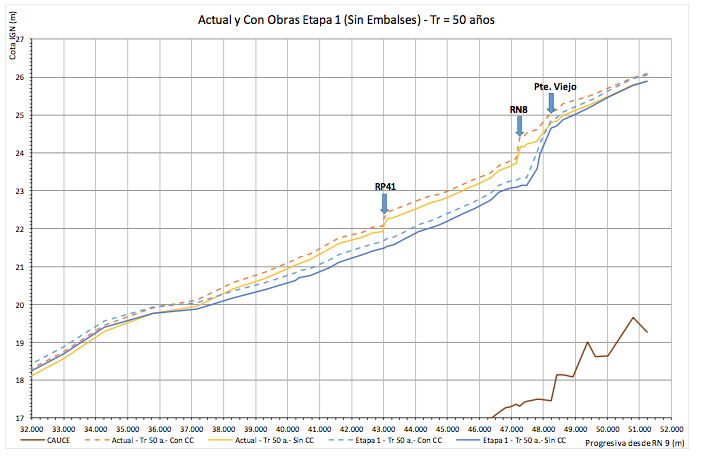 Actual y Con Obras Etapa 1 (Sin Embalses) - Tr = 50 años
Cota IGN (m)
27
26
25
24
23
22
21
20
19
18
17
Pte. Viejo
RN8
RP41
32.000 33.000 34.000 35.000 36.000 37.000 38.000 39.000 40.000 41.000 42.000 43.000 44.000 45.000 46.000 47.000 48.000 49.000 50.000 51.000 52.000
CAUCE Actual - Tr 50 a.- Con CC Actual - Tr 50 a.- Sin CC Etapa 1 - Tr 50 a.- Con CC Etapa 1 - Tr 50 a.- Sin CC
Progresiva desde RN 9 (m)